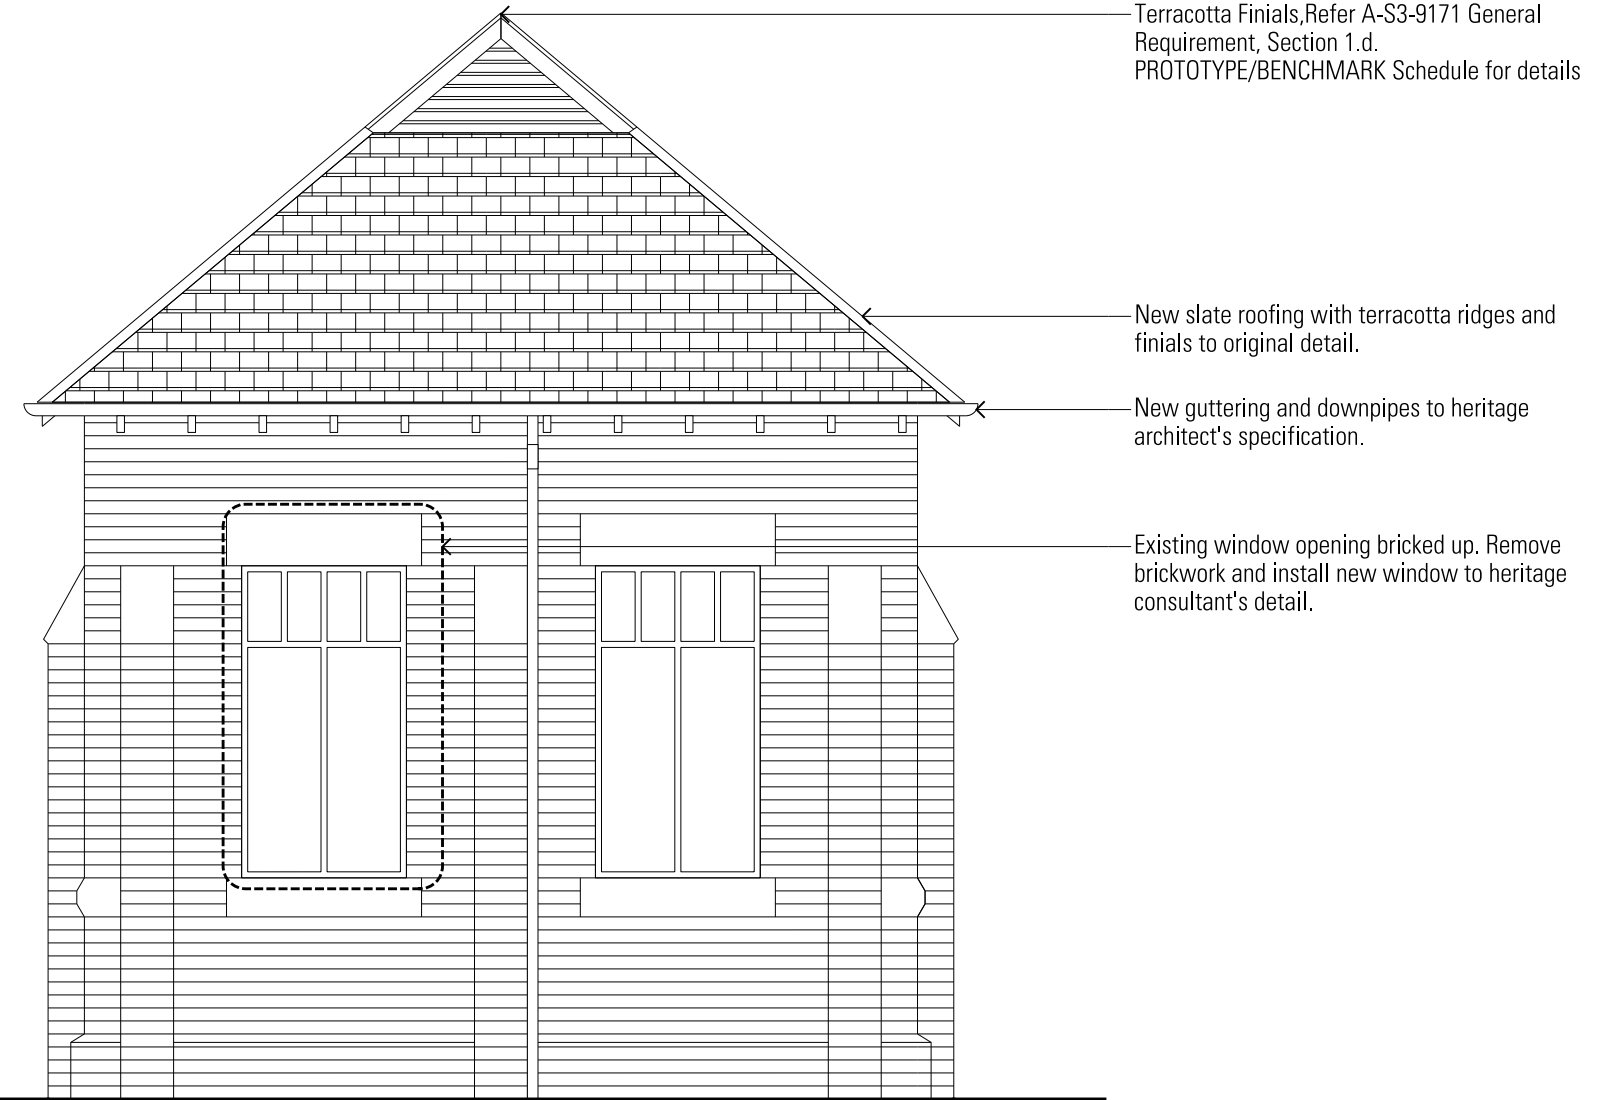 Terracotta Finials,Refer A-S3-9171 General
Requirement, Section 1.d.
PROTOTYPE/BENCHMARK Schedule for details
New slate roofing with terracotta ridges and
finials to original detail.
New guttering and downpipes to heritage
architect's specification.
Existing window opening bricked up. Remove
brickwork and install new window to heritage
consultant's detail.